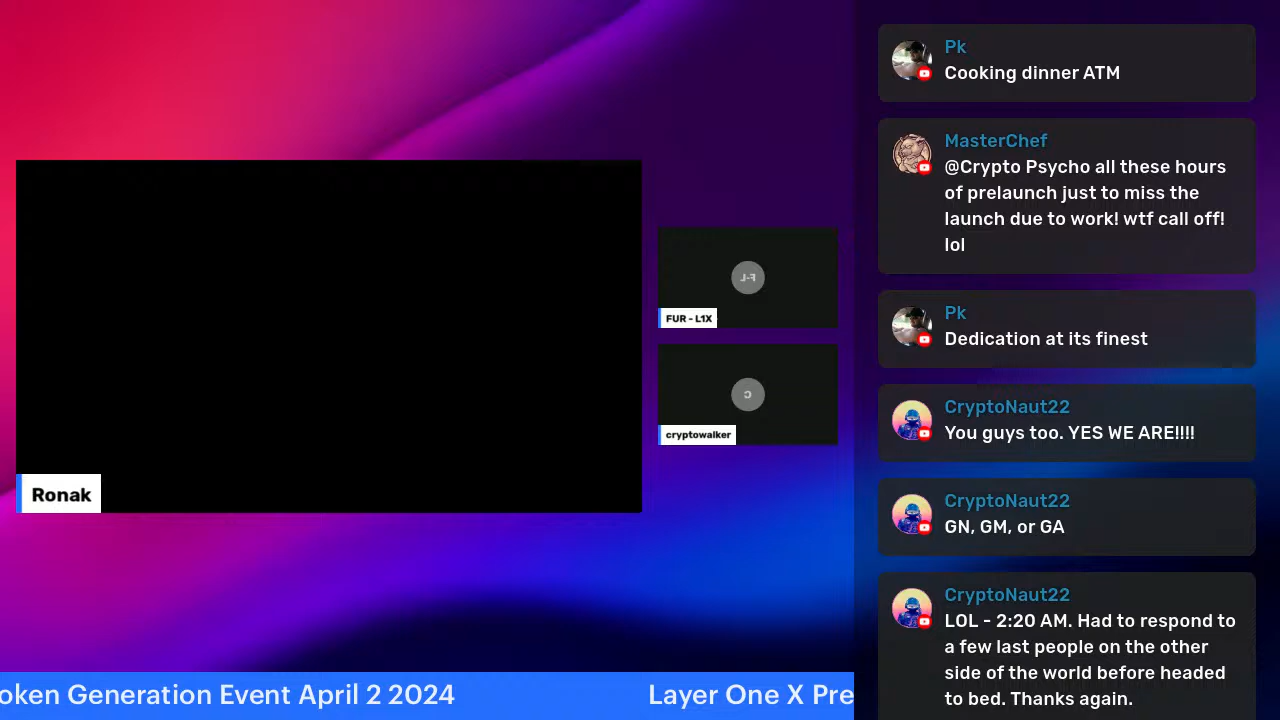 Ronak
F-L
FUR - L1X
C
cryptowalker
oken Generation Event April 2 2024
Layer One X Pre
Pk
Cooking dinner ATM
MasterChef
@Crypto Psycho all these hours
of prelaunch just to miss the
launch due to work! wtf call off!
lol
Pk
Dedication at its finest
CryptoNaut22
You guys too. YES WE ARE!!!!
CryptoNaut22
GN, GM, or GA
CryptoNaut22
LOL - 2:20 AM. Had to respond to
a few last people on the other
side of the world before headed
to bed. Thanks again.